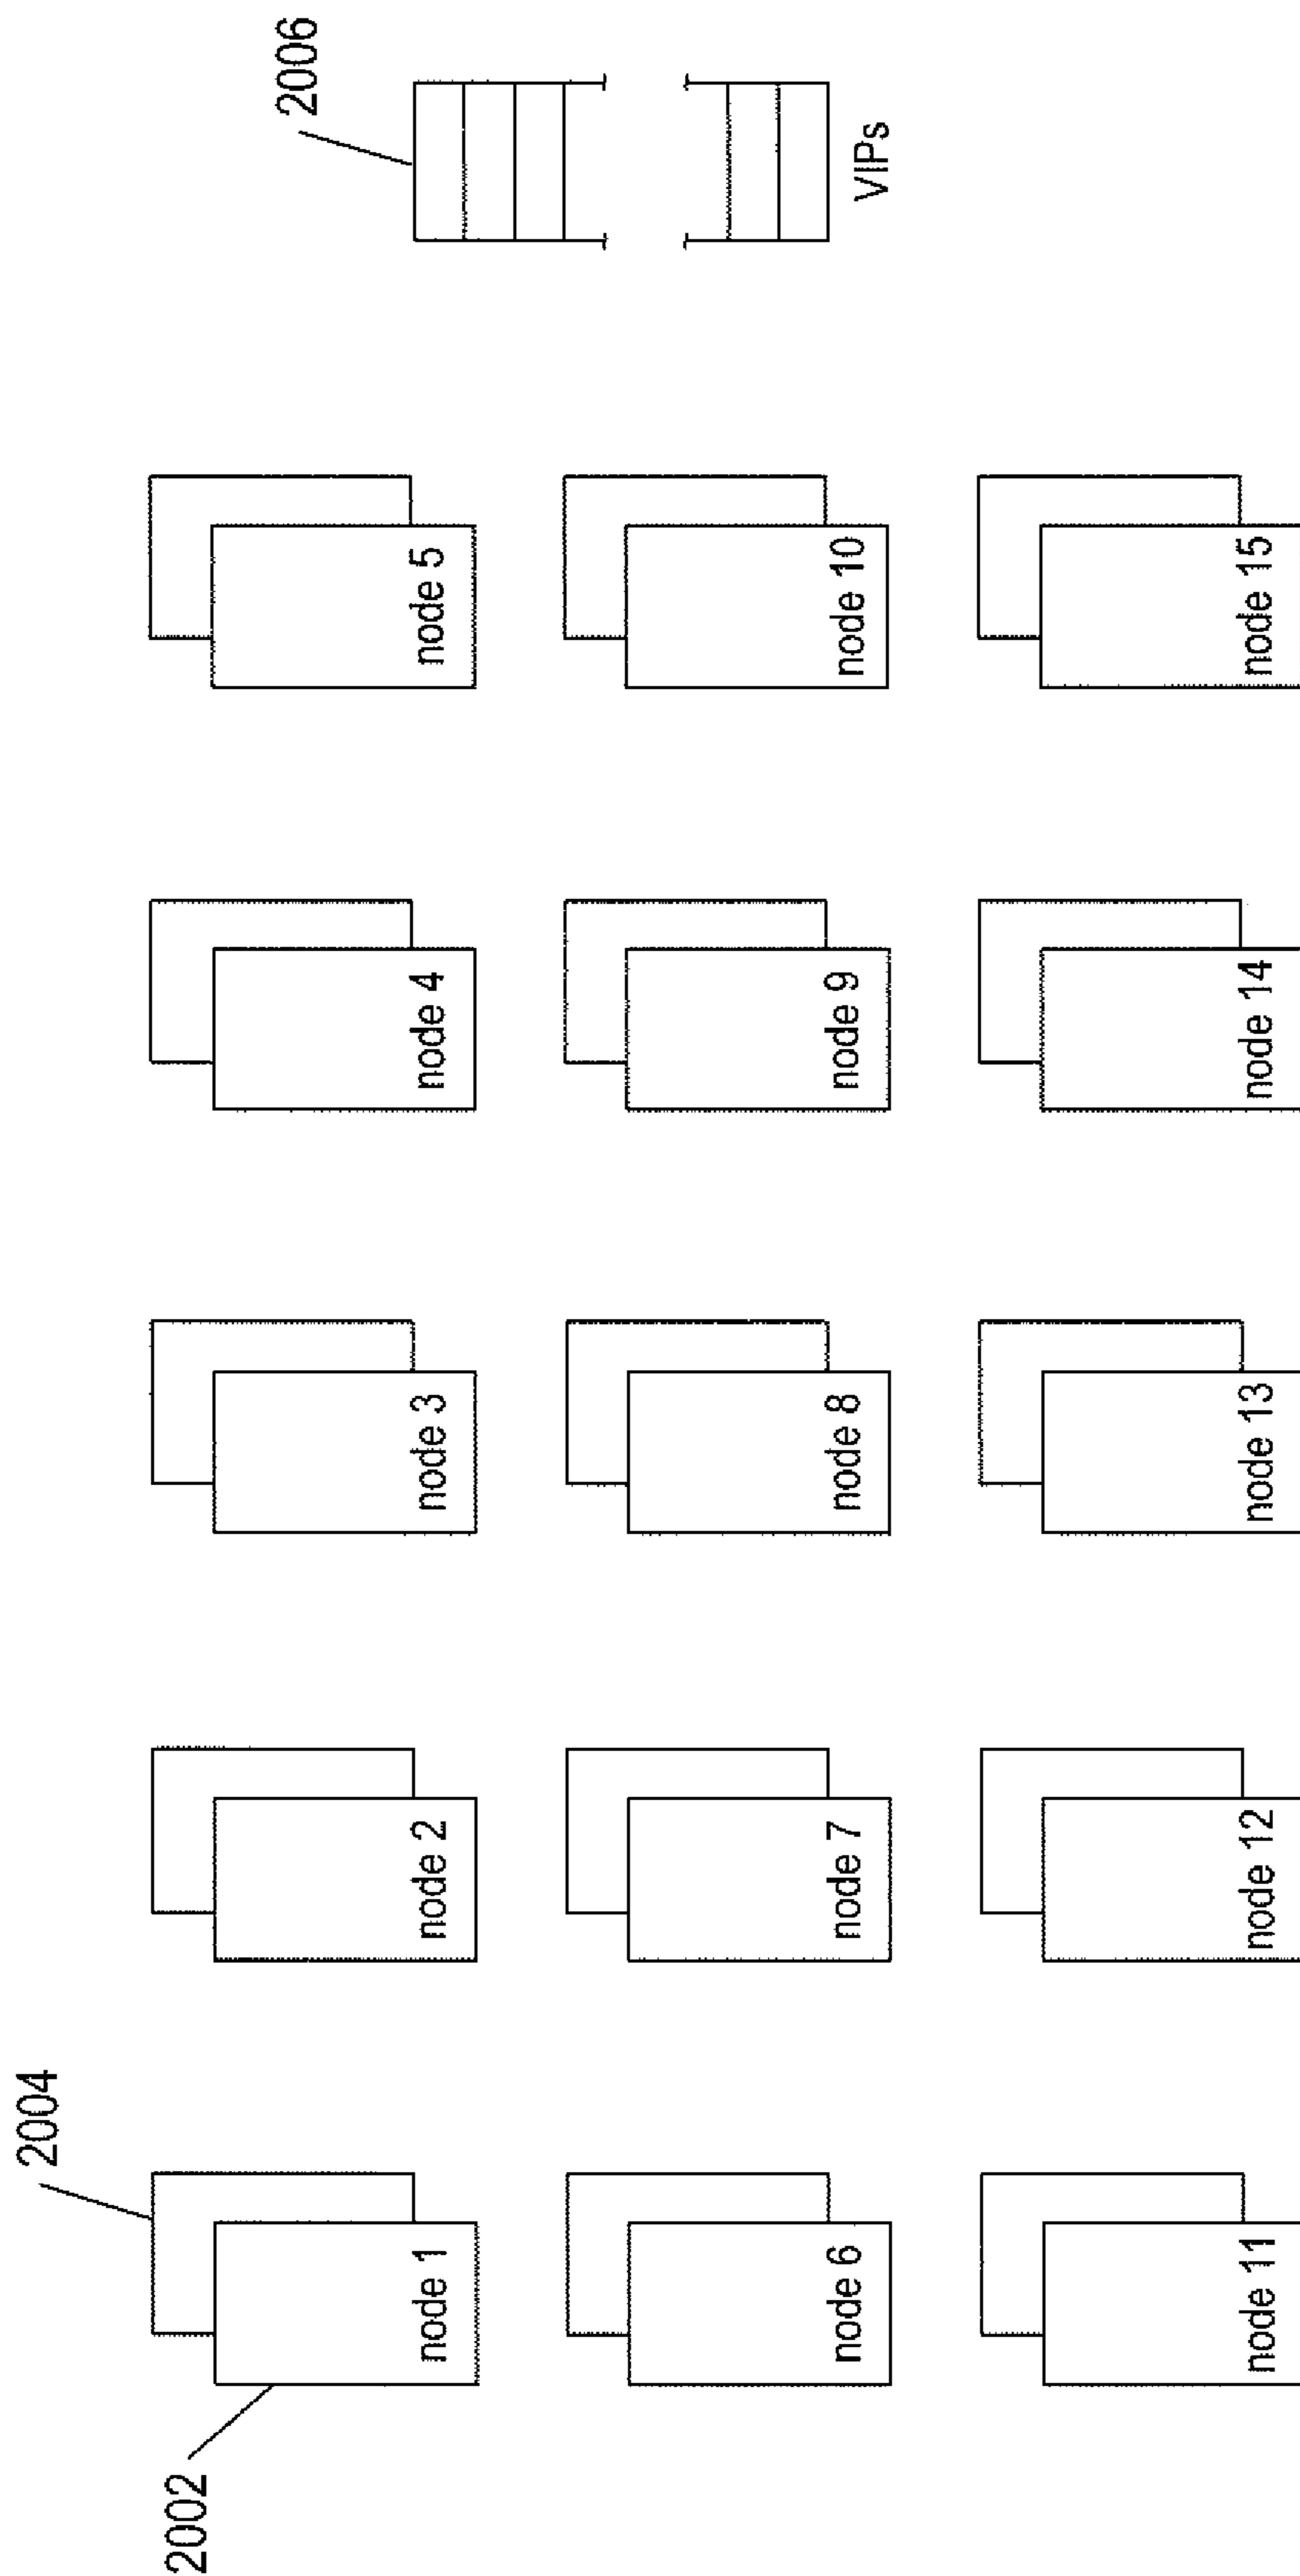 2006
2004
2002
node 1
node 2
node 3
node 4
node 5
VIPs
node 6
node 7
node 8
node 9
node 10
node 11
node 12
node 13
node 14
node 15